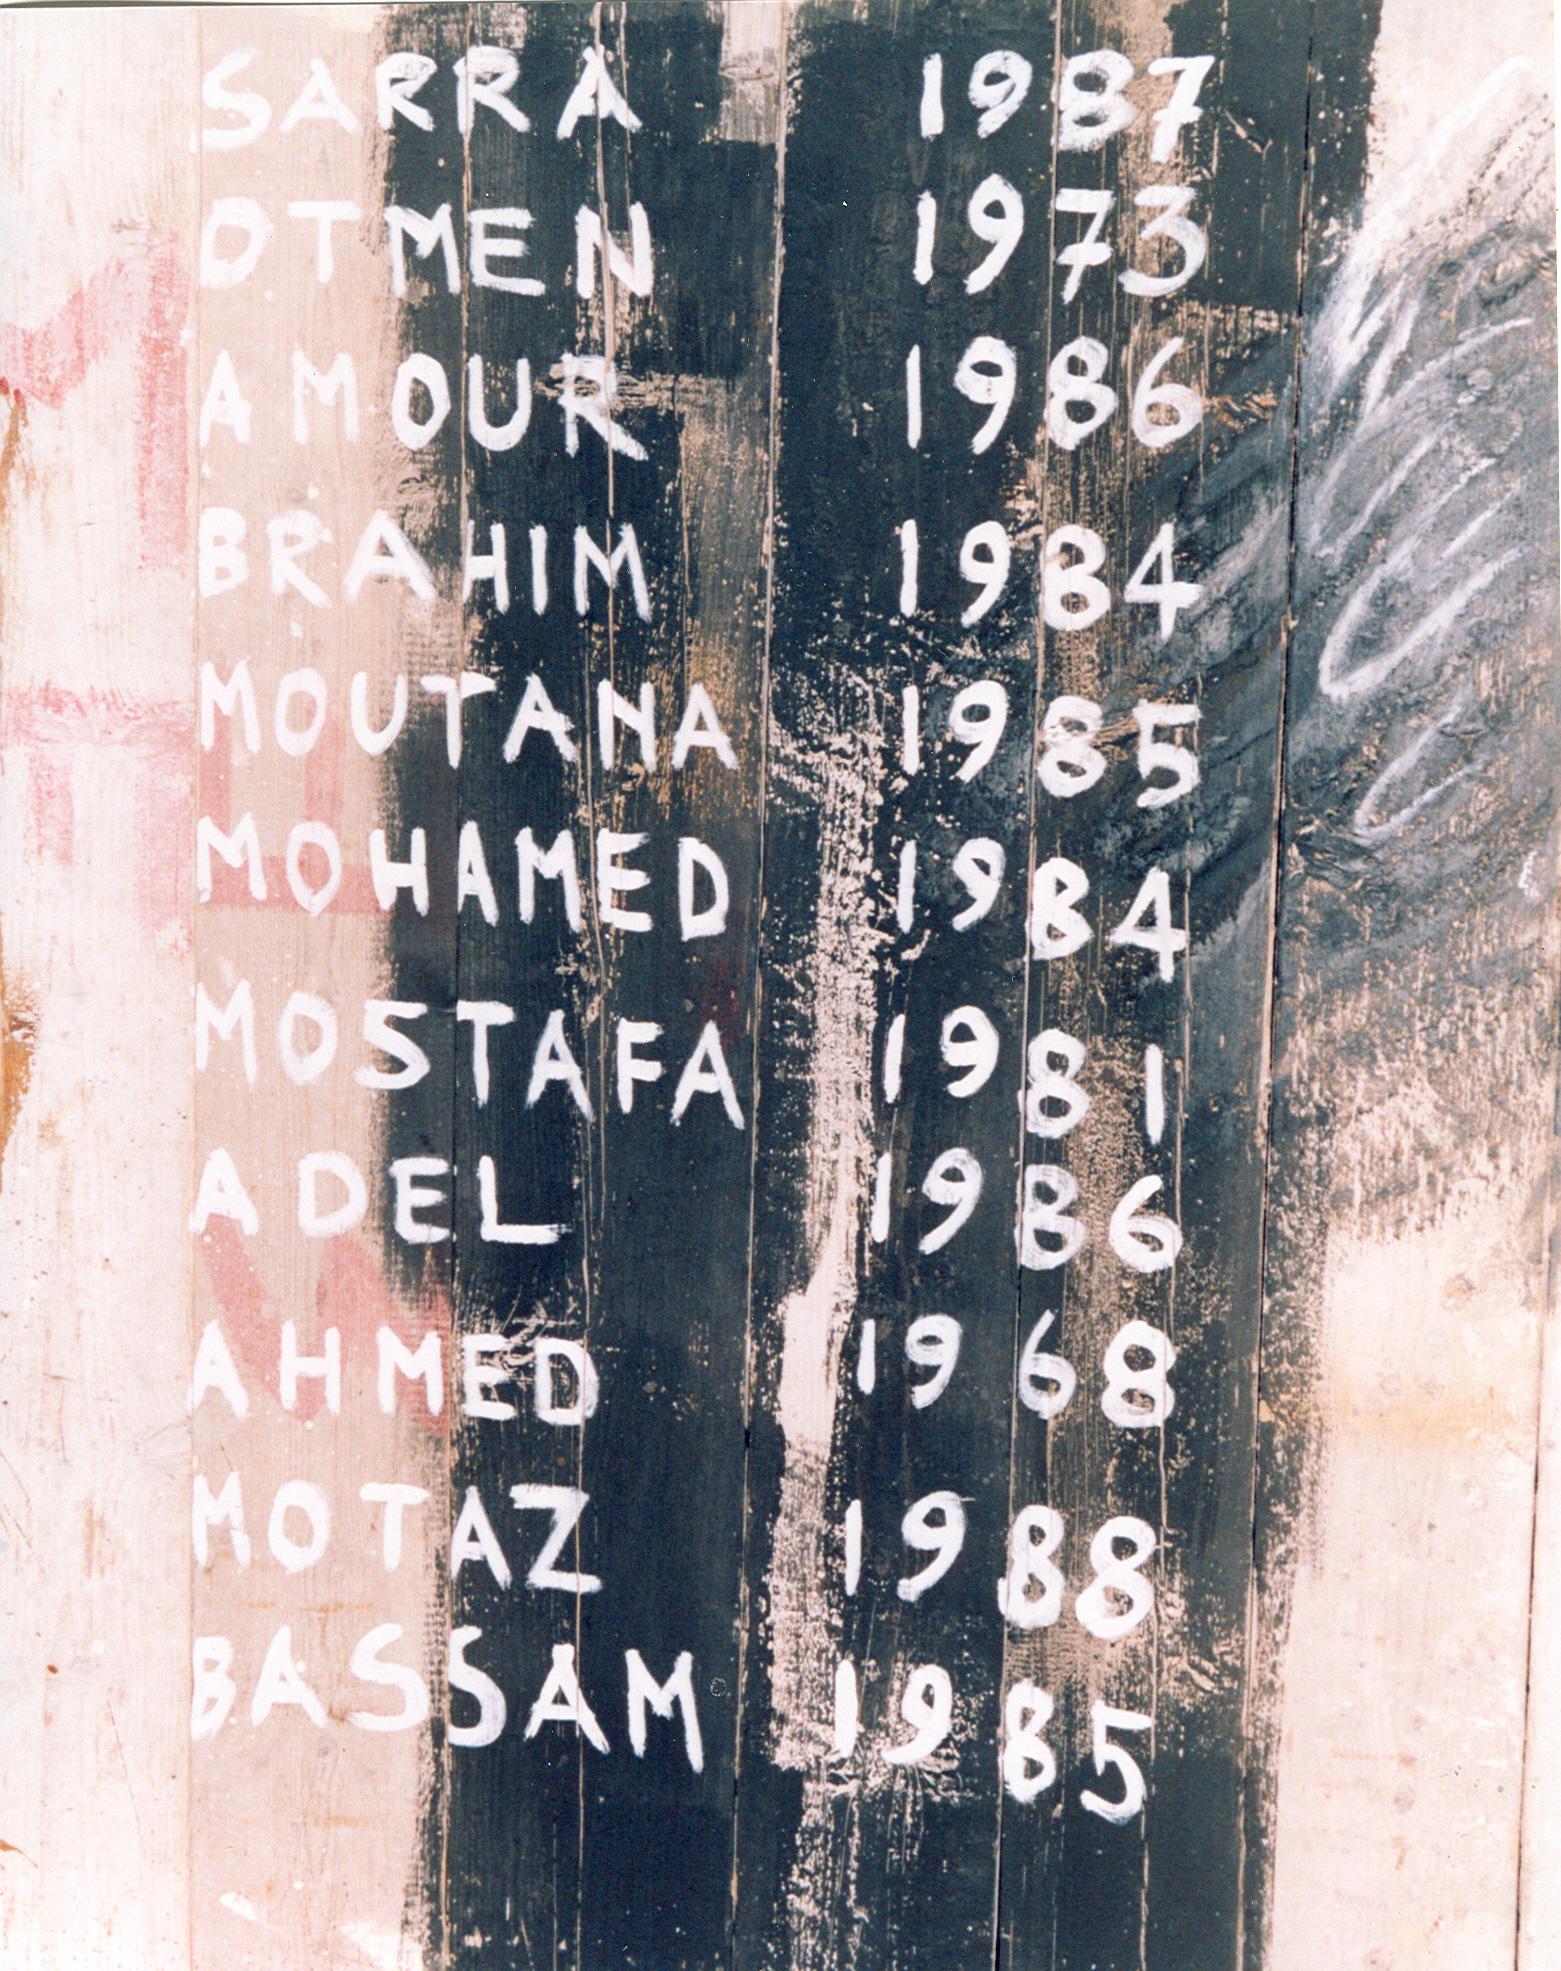 SARRA 1987
OTMEN 1973
AMOUR 1986
BRAHIM 1984
MOUTANA 1985
MOHAMED 1984
MOSTAFA 1981
ADEL 1986
AHMED 1968
MOTAZ 1988
BASSAM 1985